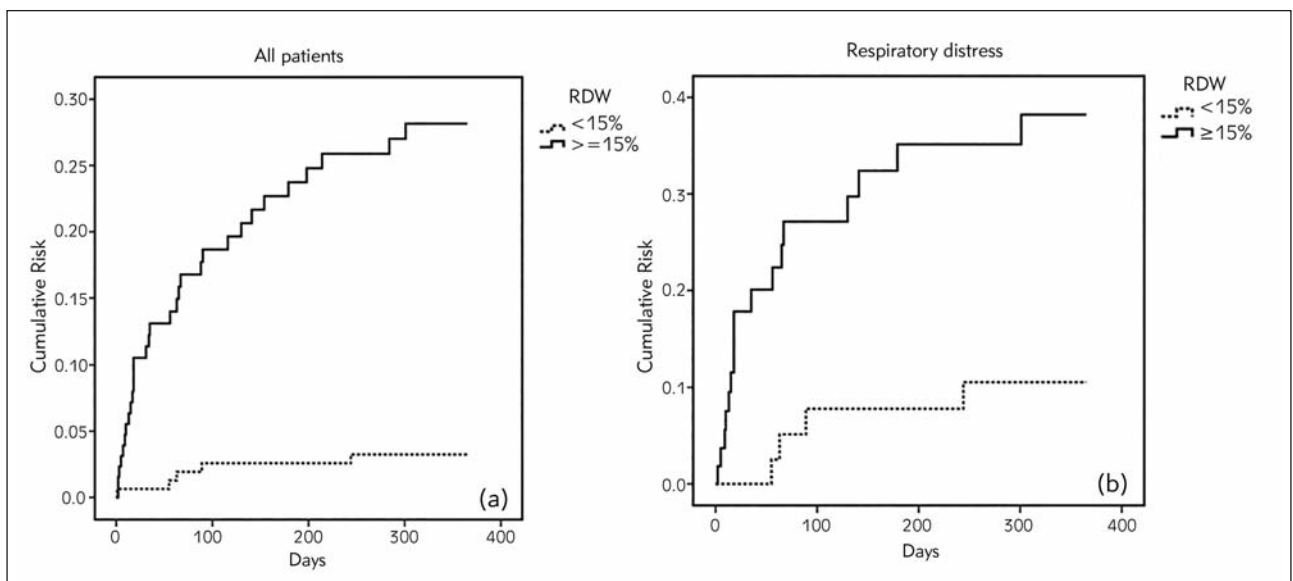 All patients
0.30
0.25
0.20
0.15
0.10
0.05
0.0
Cumulative Risk
0
100
200
300
400
Days
RDW
<15%
>=15%
(a)
Respiratory distress
0.4
0.3
0.2
0.1
0.0
Cumulative Risk
0
100
200
300
400
Days
RDW
<15%
≥15%
(b)